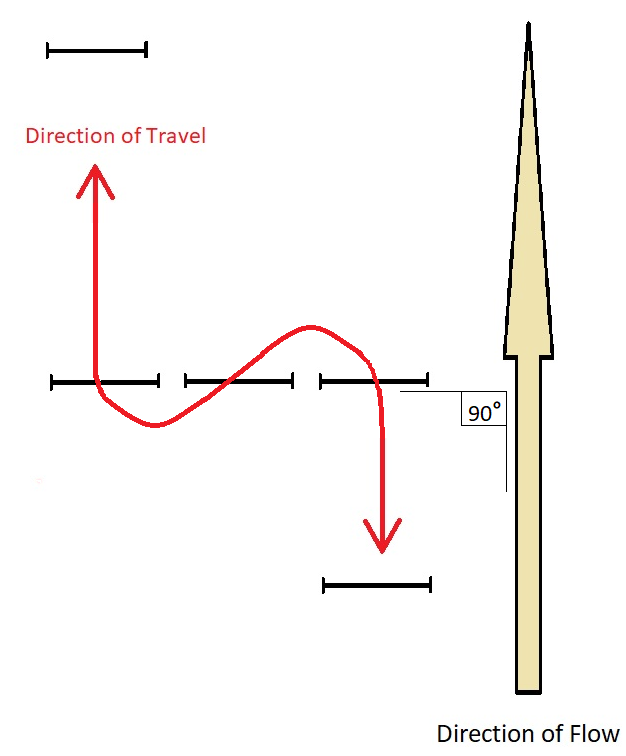 Direction of Travel
90°
Direction of Flow